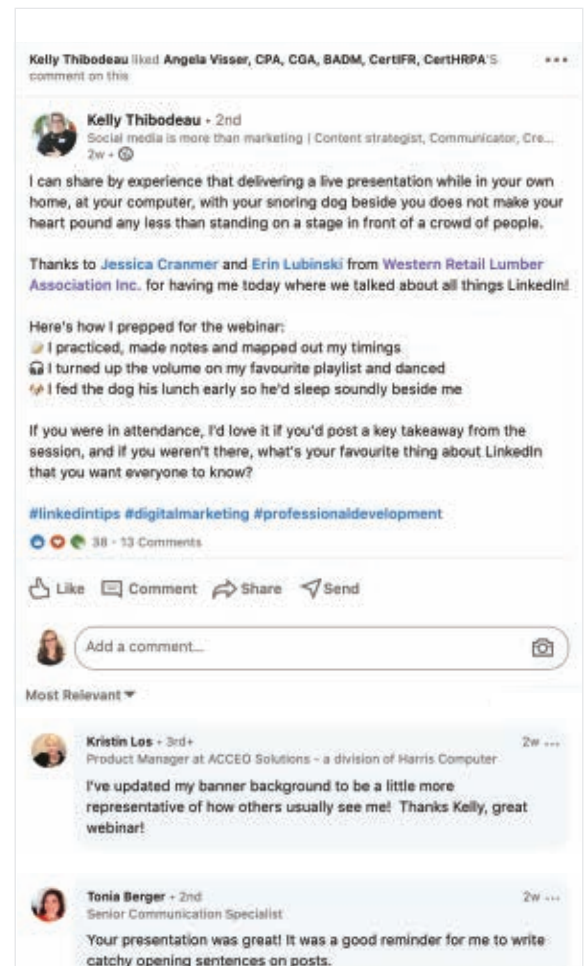 Kelly Thibodeau liked Angela Visser, CPA, CGA, BADM, CertIFR, CertHRPA'S
comment on this
Kelly Thibodeau • 2nd
Social media is more than marketing | Content strategist, Communicator, Cre...
2w •
I can share by experience that delivering a live presentation while in your own
home, at your computer, with your snoring dog beside you does not make your
heart pound any less than standing on a stage in front of a crowd of people.
Thanks to Jessica Cranmer and Erin Lubinski from Western Retail Lumber
Association Inc. for having me today where we talked about all things LinkedIn!
Here's how I prepped for the webinar:
I practiced, made notes and mapped out my timings
🎧 I turned up the volume on my favourite playlist and danced
I fed the dog his lunch early so he'd sleep soundly beside me
If you were in attendance, I'd love it if you'd post a key takeaway from the
session, and if you weren't there, what's your favourite thing about LinkedIn
that you want everyone to know?
#linkedintips #digitalmarketing #professionaldevelopment
38 • 13 Comments
Like Comment Share Send
Add a comment...
Most Relevant
Kristin Los • 3rd+ 2w ...
Product Manager at ACCEO Solutions - a division of Harris Computer
I've updated my banner background to be a little more
representative of how others usually see me! Thanks Kelly, great
webinar!
Tonia Berger • 2nd 2w ...
Senior Communication Specialist
Your presentation was great! It was a good reminder for me to write
catchy opening sentences on posts.